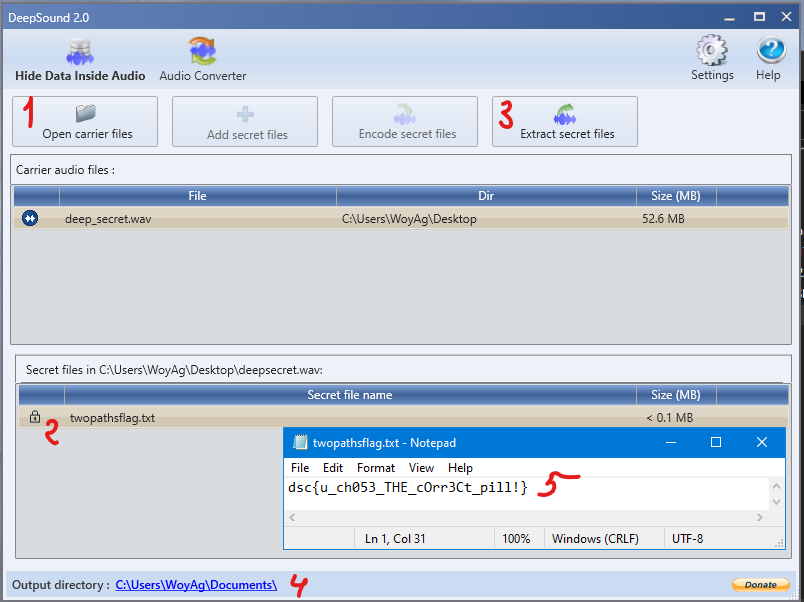 DeepSound 2.0
Hide Data Inside Audio Audio Converter Settings Help
1 Open carrier files Add secret files Encode secret files 3 Extract secret files
Carrier audio files :
File Dir Size (MB)
deep_secret.wav C:\Users\WoyAg\Desktop 52.6 MB
Secret files in C:\Users\WoyAg\Desktop\deepsecret.wav:
Secret file name Size (MB)
2 twopathsflag.txt < 0.1 MB
twopathsflag.txt - Notepad
File Edit Format View Help
dsc{u_ch053_THE_cOrr3Ct_pill!} 5
Ln 1, Col 31 100% Windows (CRLF) UTF-8
Output directory : C:\Users\WoyAg\Documents\ 4 Donate